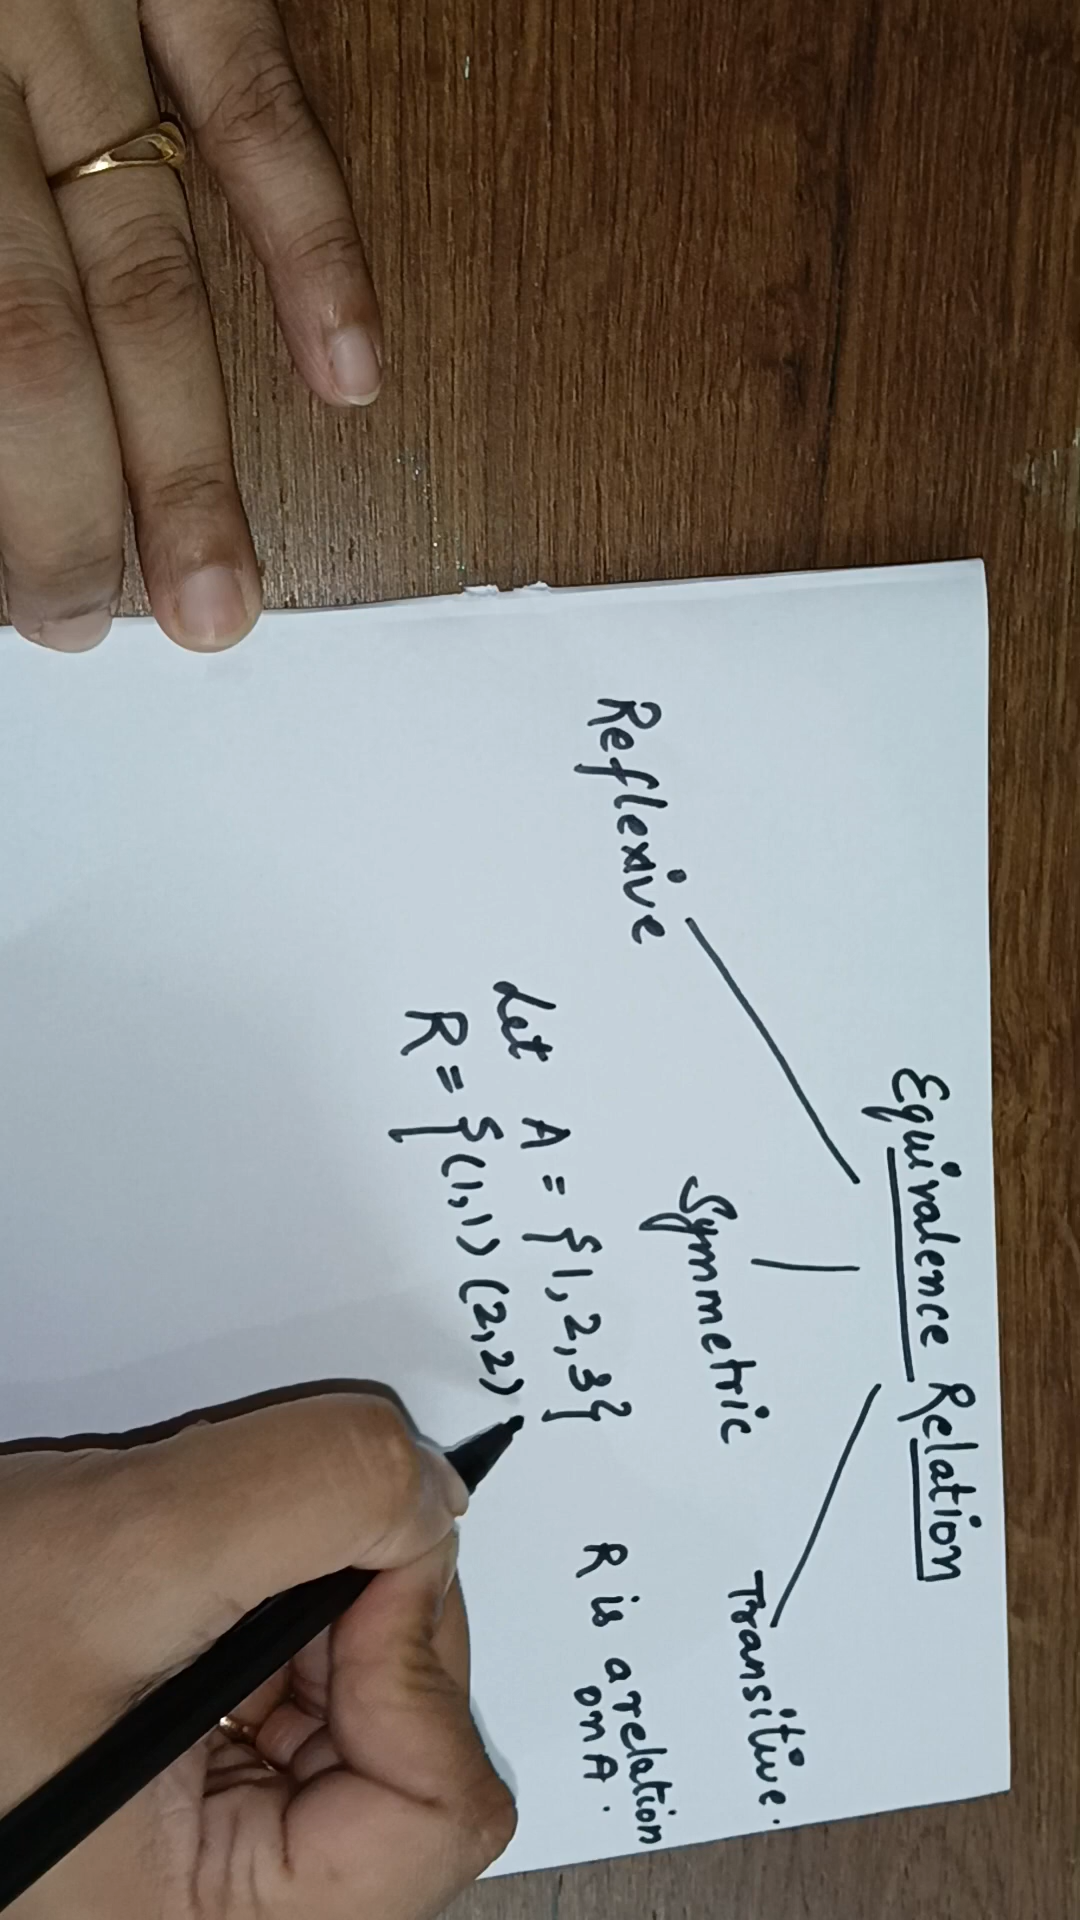 Equivalence Relation
Reflexive Symmetric Transitive.
Let A = {1,2,3} R is a relation
on A.
R = {(1,1) (2,2)